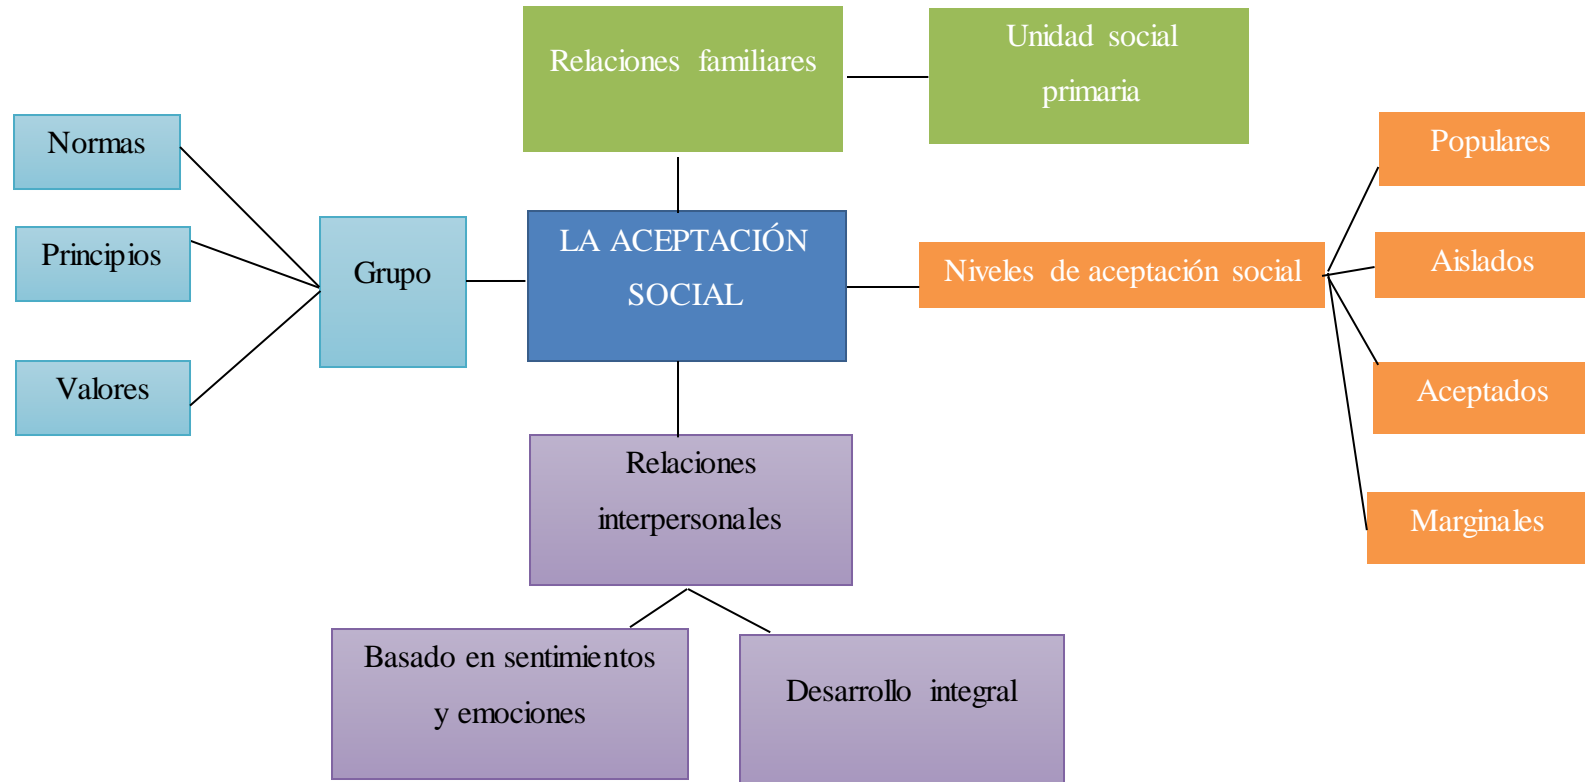 Relaciones familiares
Unidad social
primaria
Normas
Principios
Valores
Grupo
LA ACEPTACIÓN
SOCIAL
Niveles de aceptación social
Populares
Aislados
Aceptados
Marginales
Relaciones
interpersonales
Basado en sentimientos
y emociones
Desarrollo integral